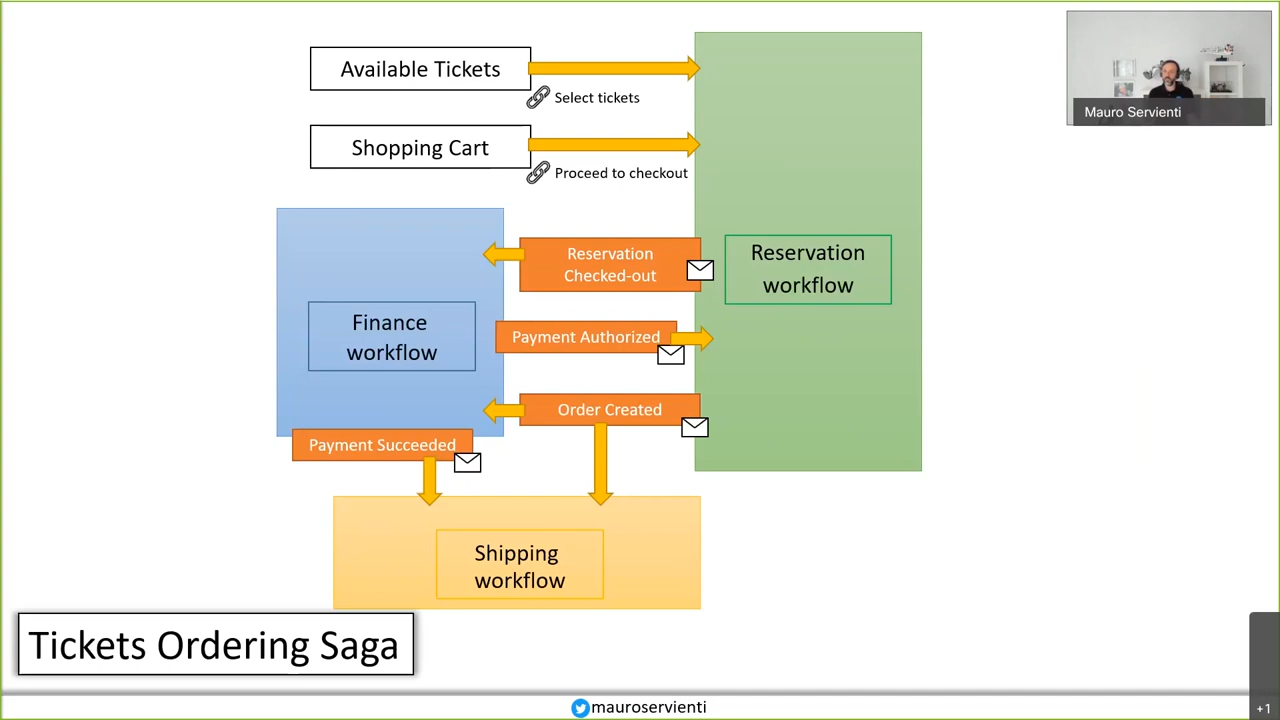 Available Tickets
Select tickets
Mauro Servienti
Shopping Cart
Proceed to checkout
Reservation
Checked-out
Reservation
workflow
Finance
workflow
Payment Authorized
Order Created
Payment Succeeded
Shipping
workflow
Tickets Ordering Saga
mauroservienti
+1